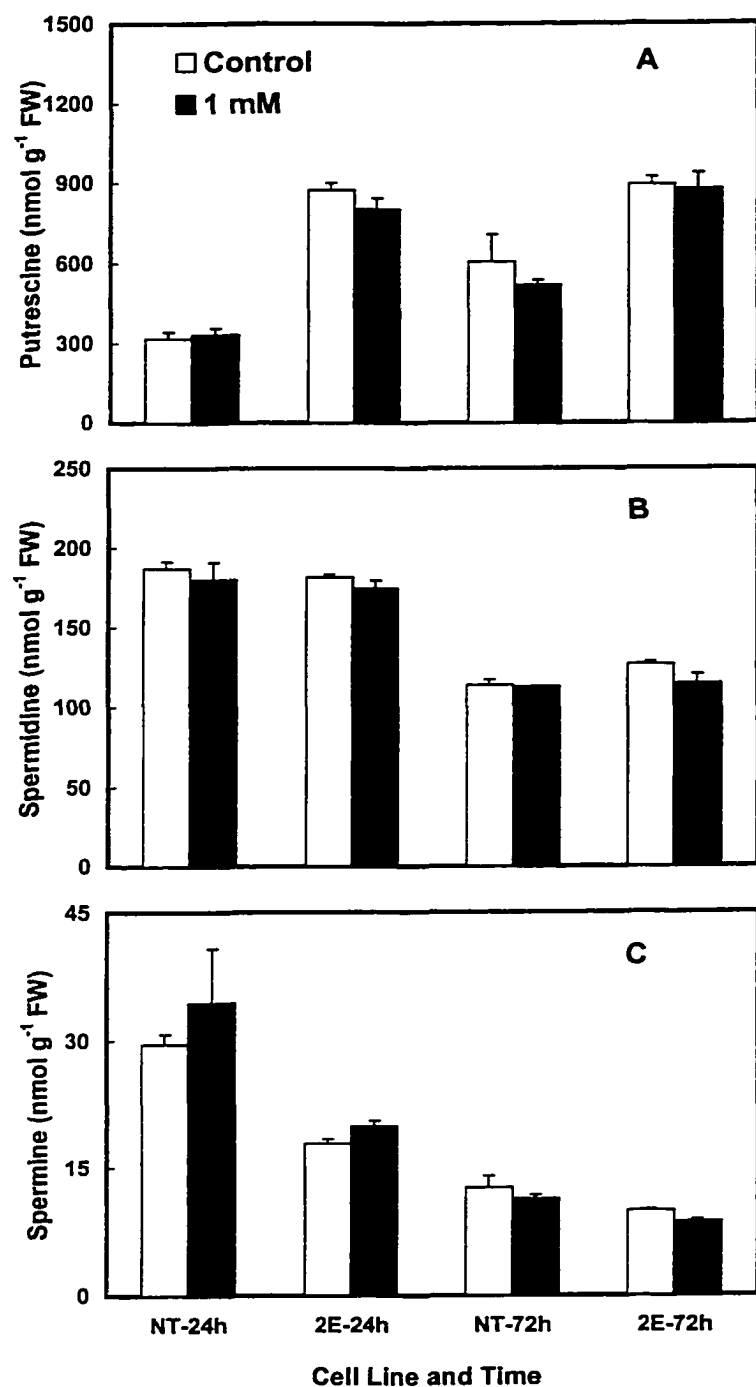 1500
1200
900
600
300
0
Putrescine (nmol g⁻¹ FW)
Control
1 mM
A
250
200
150
100
50
0
Spermidine (nmol g⁻¹ FW)
B
45
30
15
0
Spermine (nmol g⁻¹ FW)
C
NT-24h 2E-24h NT-72h 2E-72h
Cell Line and Time